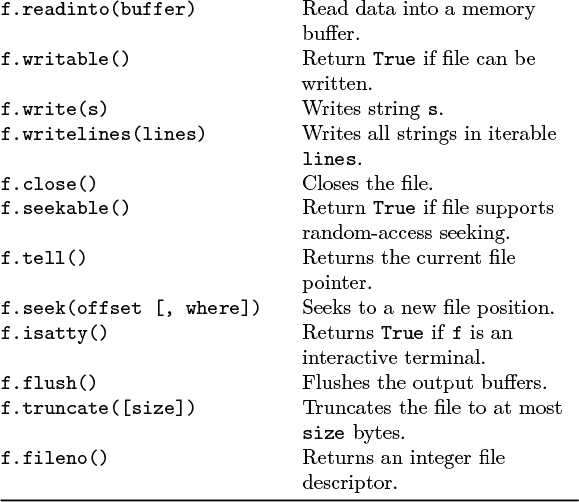 f.readinto(buffer) Read data into a memory
buffer.
f.writable() Return True if file can be
written.
f.write(s) Writes string s.
f.writelines(lines) Writes all strings in iterable
lines.
f.close() Closes the file.
f.seekable() Return True if file supports
random-access seeking.
f.tell() Returns the current file
pointer.
f.seek(offset [, where]) Seeks to a new file position.
f.isatty() Returns True if f is an
interactive terminal.
f.flush() Flushes the output buffers.
f.truncate([size]) Truncates the file to at most
size bytes.
f.fileno() Returns an integer file
descriptor.